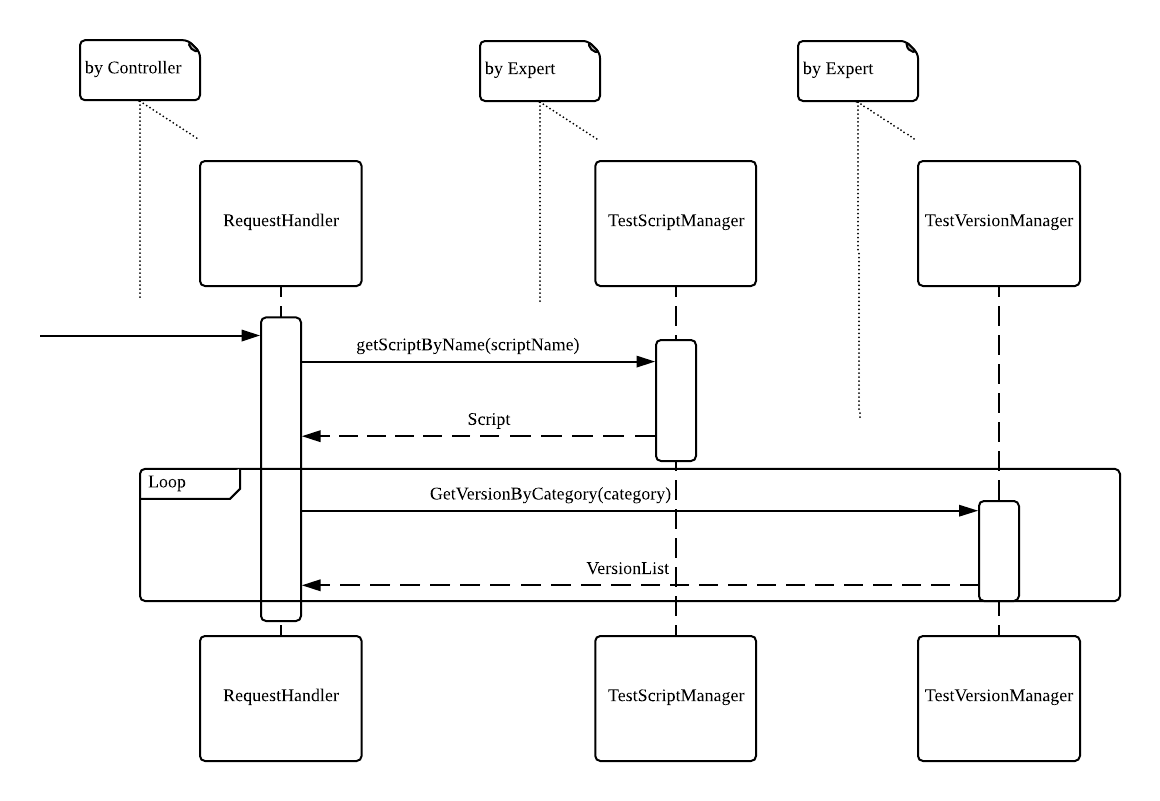 by Controller
by Expert
by Expert
RequestHandler
TestScriptManager
TestVersionManager
getScriptByName(scriptName)
Script
Loop
GetVersionByCategory(category)
VersionList
RequestHandler
TestScriptManager
TestVersionManager